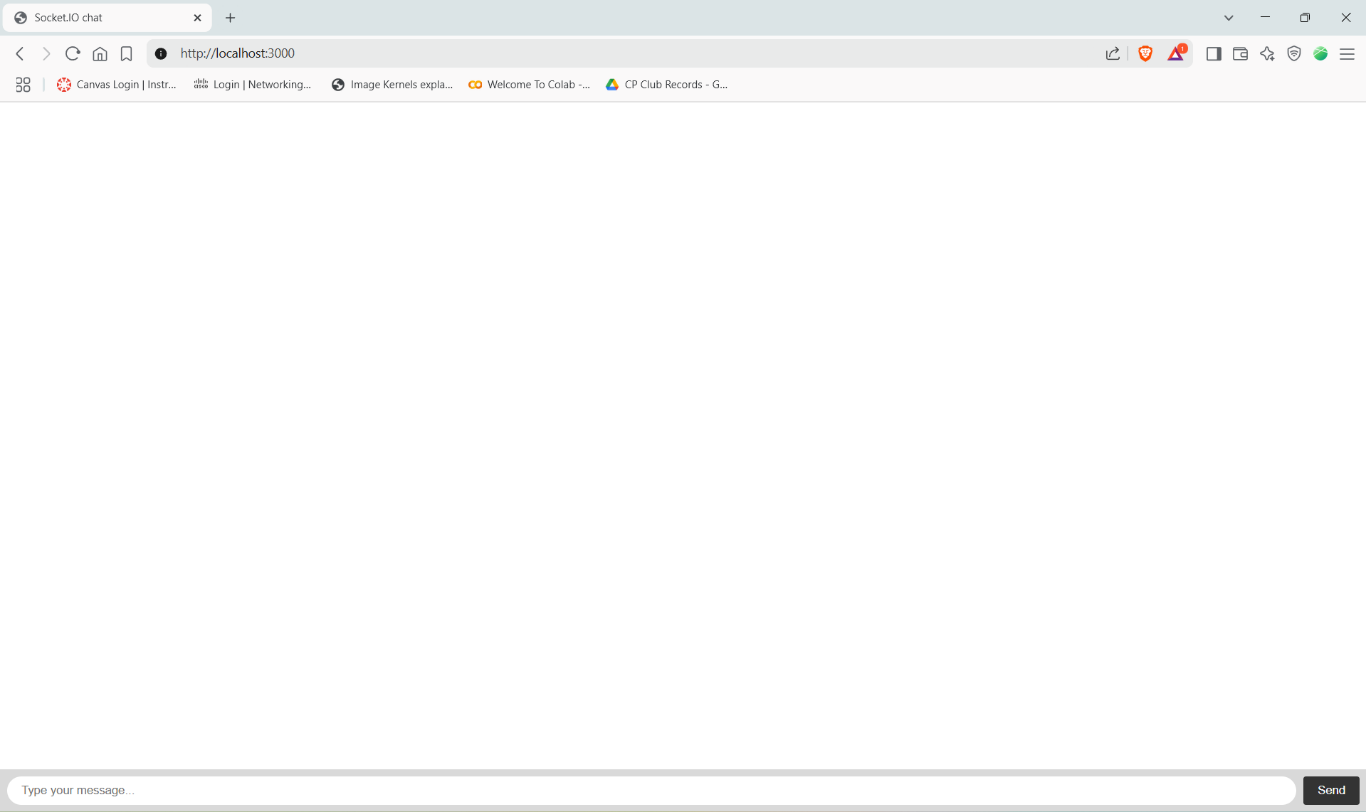 Socket.IO chat
http://localhost:3000
1
Canvas Login | Instr... Login | Networking... Image Kernels expla... Welcome To Colab -... CP Club Records - G...
Type your message...
Send